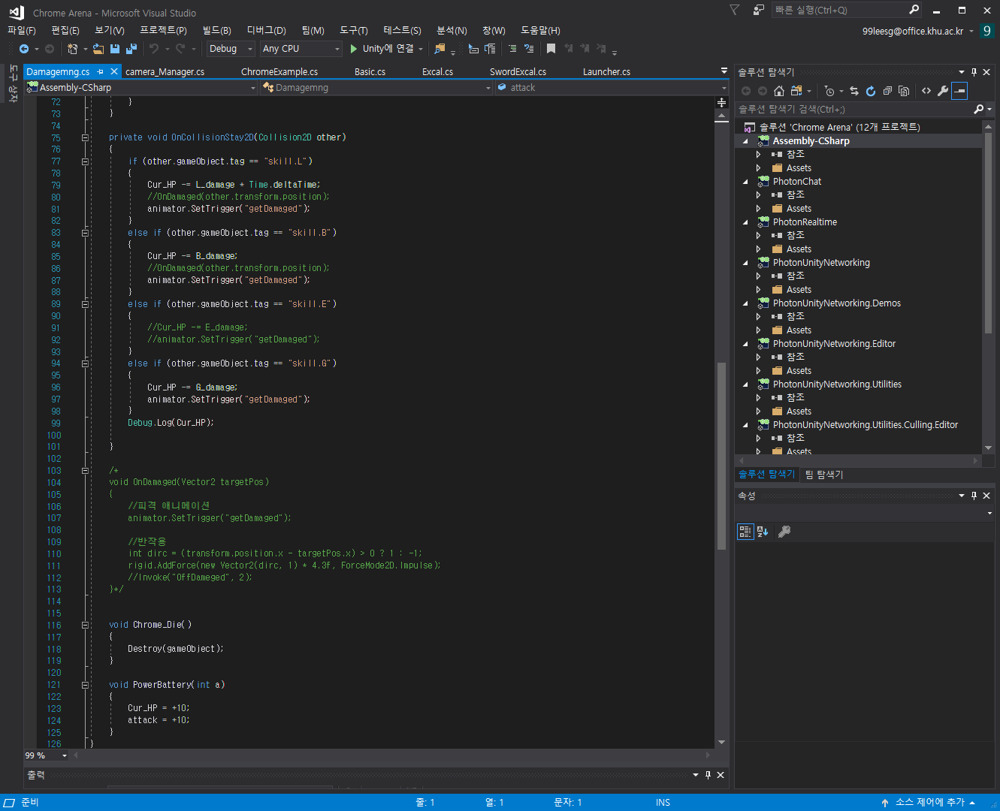 Chrome Arena - Microsoft Visual Studio
빠른 실행(Ctrl+Q)
파일(F) 편집(E) 보기(V) 프로젝트(P) 빌드(B) 디버그(D) 팀(M) 도구(T) 테스트(S) 분석(N) 창(W) 도움말(H)
99leesg@office.khu.ac.kr 9
Debug Any CPU Unity에 연결
도구 상자
Damagemng.cs camera_Manager.cs ChromeExample.cs Basic.cs Excal.cs SwordExcal.cs Launcher.cs
Assembly-CSharp Damagemng attack
72 }
73 }
74
75 private void OnCollisionStay2D(Collision2D other)
76 {
77 if (other.gameObject.tag == "skill.L")
78 {
79 Cur_HP -= L_damage * Time.deltaTime;
80 //OnDamaged(other.transform.position);
81 animator.SetTrigger("getDamaged");
82 }
83 else if (other.gameObject.tag == "skill.B")
84 {
85 Cur_HP -= B_damage;
86 //OnDamaged(other.transform.position);
87 animator.SetTrigger("getDamaged");
88 }
89 else if (other.gameObject.tag == "skill.E")
90 {
91 //Cur_HP -= E_damage;
92 //animator.SetTrigger("getDamaged");
93 }
94 else if (other.gameObject.tag == "skill.G")
95 {
96 Cur_HP -= G_damage;
97 animator.SetTrigger("getDamaged");
98 }
99 Debug.Log(Cur_HP);
100
101 }
102
103 /*
104 void OnDamaged(Vector2 targetPos)
105 {
106 //피격 애니메이션
107 animator.SetTrigger("getDamaged");
108
109 //반작용
110 int dirc = (transform.position.x - targetPos.x) > 0 ? 1 : -1;
111 rigid.AddForce(new Vector2(dirc, 1) * 4.3f, ForceMode2D.Impulse);
112 //Invoke("OffDameged", 2);
113 }*/
114
115
116 void Chrome_Die()
117 {
118 Destroy(gameObject);
119 }
120
121 void PowerBattery(int a)
122 {
123 Cur_HP = +10;
124 attack = +10;
125 }
126 }
99 %
출력
솔루션 탐색기
솔루션 탐색기 검색(Ctrl+;)
솔루션 'Chrome Arena' (12개 프로젝트)
Assembly-CSharp
참조
Assets
PhotonChat
참조
Assets
PhotonRealtime
참조
Assets
PhotonUnityNetworking
참조
Assets
PhotonUnityNetworking.Demos
참조
Assets
PhotonUnityNetworking.Editor
참조
Assets
PhotonUnityNetworking.Utilities
참조
Assets
PhotonUnityNetworking.Utilities.Culling.Editor
참조
Assets
솔루션 탐색기 팀 탐색기
속성
준비 줄: 1 열: 1 문자: 1 INS 소스 제어에 추가